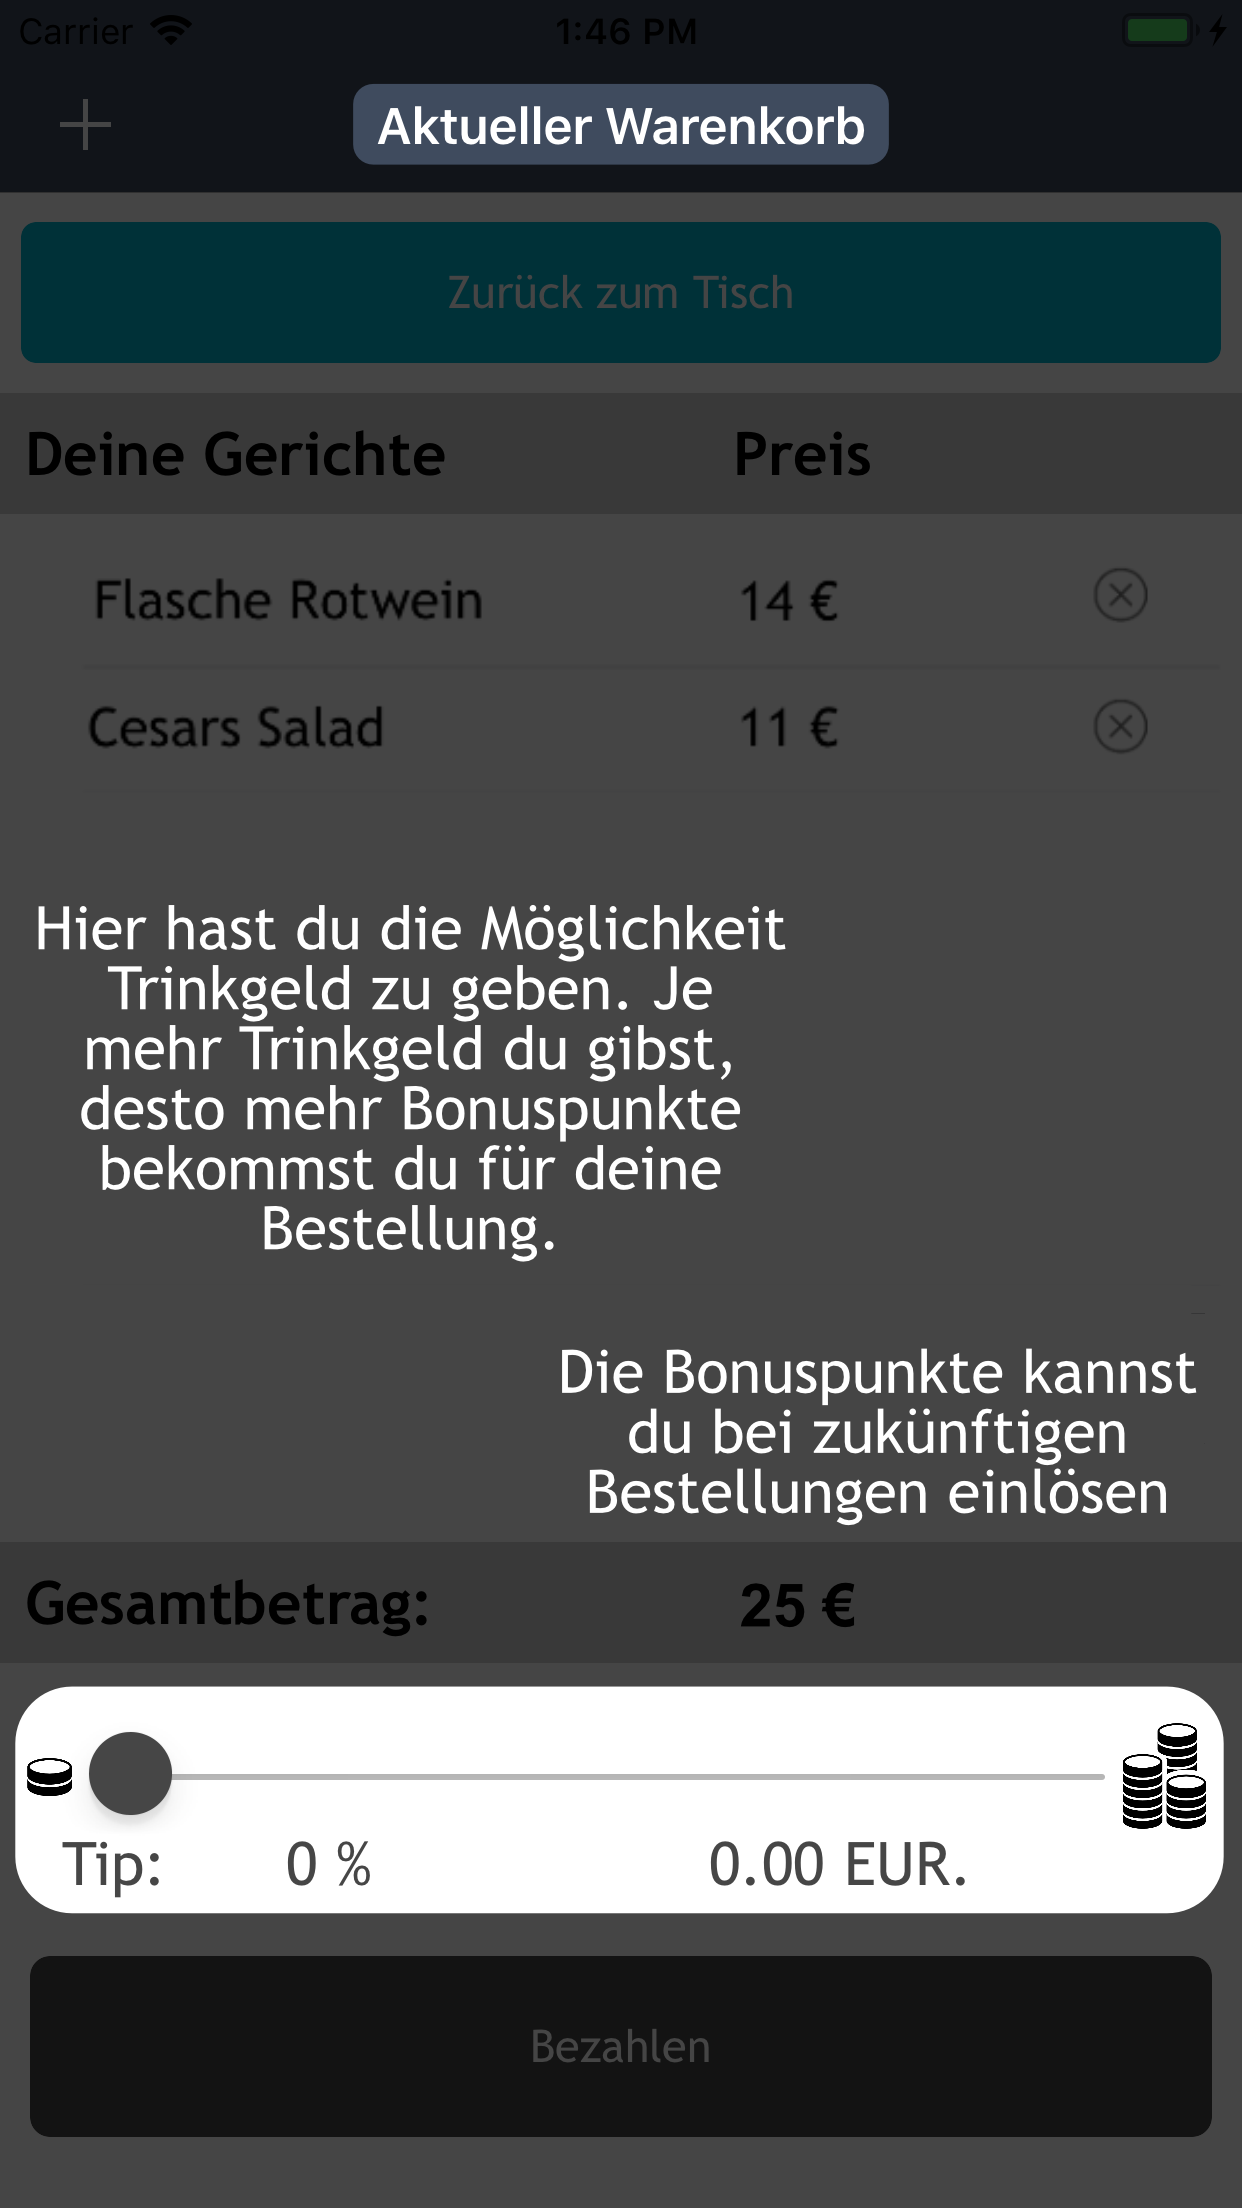 Carrier 1:46 PM
Aktueller Warenkorb
Zurück zum Tisch
Deine Gerichte Preis
Flasche Rotwein 14 €
Cesars Salad 11 €
Hier hast du die Möglichkeit
Trinkgeld zu geben. Je
mehr Trinkgeld du gibst,
desto mehr Bonuspunkte
bekommst du für deine
Bestellung.
Die Bonuspunkte kannst
du bei zukünftigen
Bestellungen einlösen
Gesamtbetrag: 25 €
Tip: 0 % 0.00 EUR.
Bezahlen